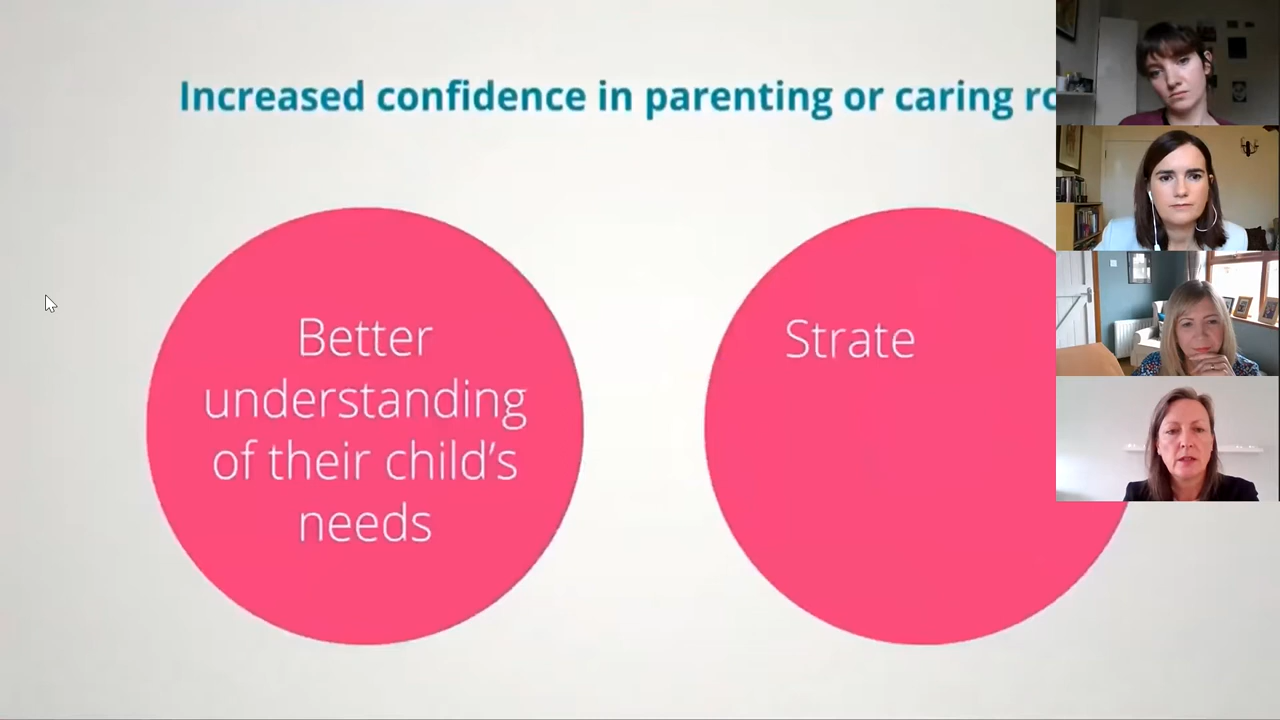 Increased confidence in parenting or caring ro
Better
understanding
of their child's
needs
Strate